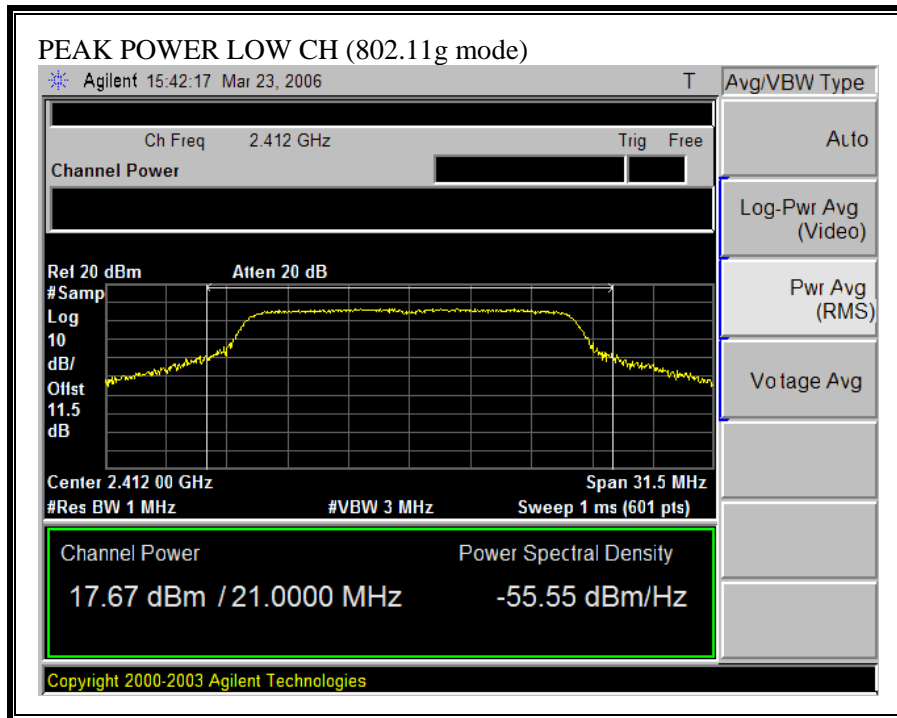 PEAK POWER LOW CH (802.11g mode)
Agilent 15:42:17 Mar 23, 2006 T
Avg/VBW Type
Ch Freq 2.412 GHz Trig Free
Channel Power
Auto
Log-Pwr Avg
(Video)
Pwr Avg
(RMS)
Vo tage Avg
Ref 20 dBm Atten 20 dB
#Samp
Log
10
dB/
Offst
11.5
dB
Center 2.412 00 GHz Span 31.5 MHz
#Res BW 1 MHz #VBW 3 MHz Sweep 1 ms (601 pts)
Channel Power Power Spectral Density
17.67 dBm / 21.0000 MHz -55.55 dBm/Hz
Copyright 2000-2003 Agilent Technologies